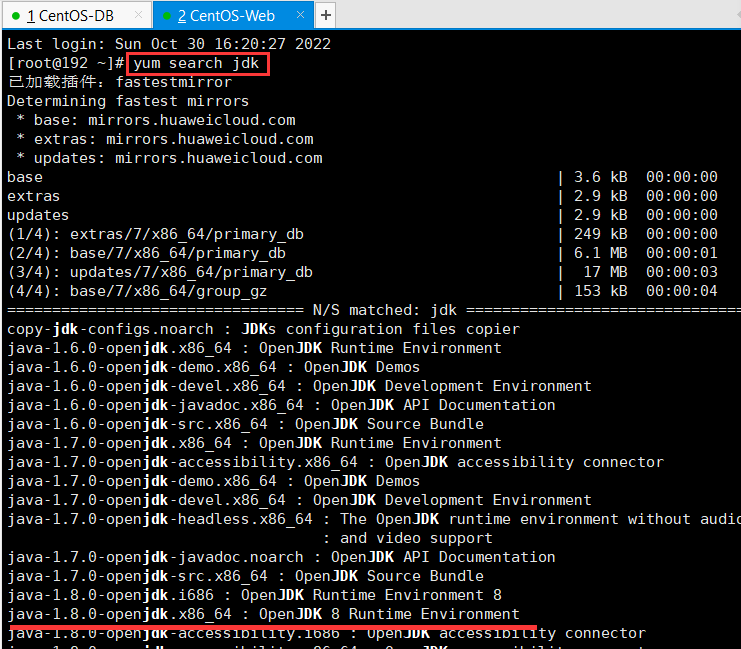 1 CentOS-DB × 2 CentOS-Web × +
Last login: Sun Oct 30 16:20:27 2022
[root@192 ~]# yum search jdk
已加载插件：fastestmirror
Determining fastest mirrors
 * base: mirrors.huaweicloud.com
 * extras: mirrors.huaweicloud.com
 * updates: mirrors.huaweicloud.com
base | 3.6 kB 00:00:00
extras | 2.9 kB 00:00:00
updates | 2.9 kB 00:00:00
(1/4): extras/7/x86_64/primary_db | 249 kB 00:00:00
(2/4): base/7/x86_64/primary_db | 6.1 MB 00:00:01
(3/4): updates/7/x86_64/primary_db | 17 MB 00:00:03
(4/4): base/7/x86_64/group_gz | 153 kB 00:00:04
================================= N/S matched: jdk ===============================
copy-jdk-configs.noarch : JDKs configuration files copier
java-1.6.0-openjdk.x86_64 : OpenJDK Runtime Environment
java-1.6.0-openjdk-demo.x86_64 : OpenJDK Demos
java-1.6.0-openjdk-devel.x86_64 : OpenJDK Development Environment
java-1.6.0-openjdk-javadoc.x86_64 : OpenJDK API Documentation
java-1.6.0-openjdk-src.x86_64 : OpenJDK Source Bundle
java-1.7.0-openjdk.x86_64 : OpenJDK Runtime Environment
java-1.7.0-openjdk-accessibility.x86_64 : OpenJDK accessibility connector
java-1.7.0-openjdk-demo.x86_64 : OpenJDK Demos
java-1.7.0-openjdk-devel.x86_64 : OpenJDK Development Environment
java-1.7.0-openjdk-headless.x86_64 : The OpenJDK runtime environment without audio
: and video support
java-1.7.0-openjdk-javadoc.noarch : OpenJDK API Documentation
java-1.7.0-openjdk-src.x86_64 : OpenJDK Source Bundle
java-1.8.0-openjdk.i686 : OpenJDK Runtime Environment 8
java-1.8.0-openjdk.x86_64 : OpenJDK 8 Runtime Environment
java-1.8.0-openjdk-accessibility.i686 : OpenJDK accessibility connector